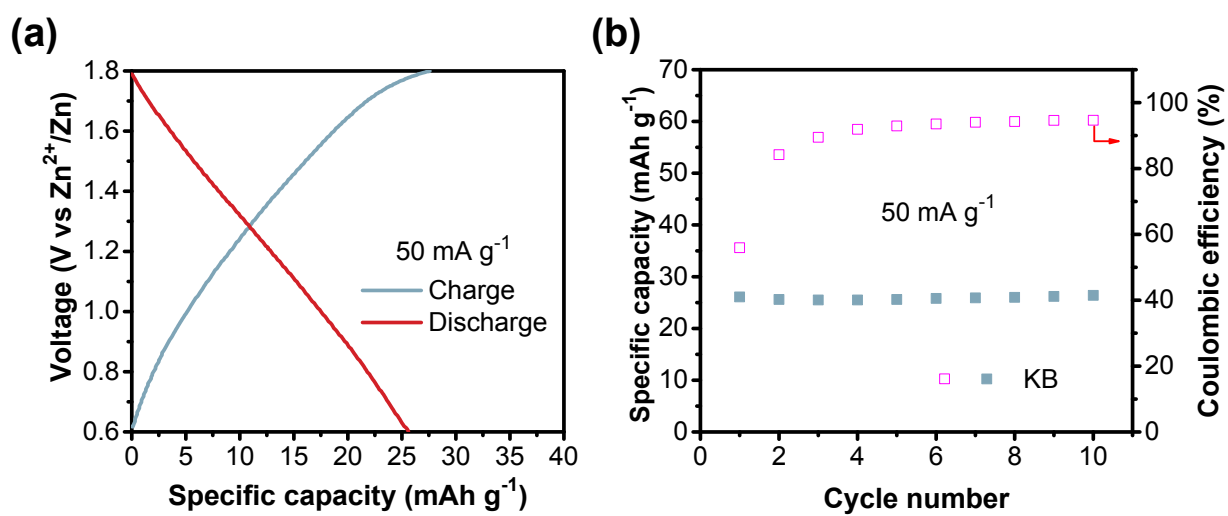 (a)
Voltage (V vs Zn²⁺/Zn)
1.8
1.6
1.4
1.2
1.0
0.8
0.6
50 mA g⁻¹
Charge
Discharge
0 5 10 15 20 25 30 35 40
Specific capacity (mAh g⁻¹)
(b)
Specific capacity (mAh g⁻¹)
70
60
50
40
30
20
10
0
50 mA g⁻¹
KB
100
80
60
40
20
0
Coulombic efficiency (%)
0 2 4 6 8 10
Cycle number